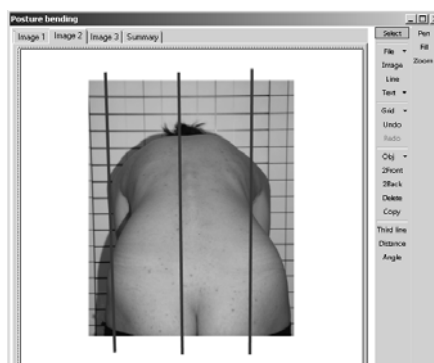 Posture bending
Image 1 Image 2 Image 3 Summary
Select
File
Image
Line
Text
Grid
Undo
Redo
Obj
2Front
2Back
Delete
Copy
Third line
Distance
Angle
Pen
Fill
Zoom